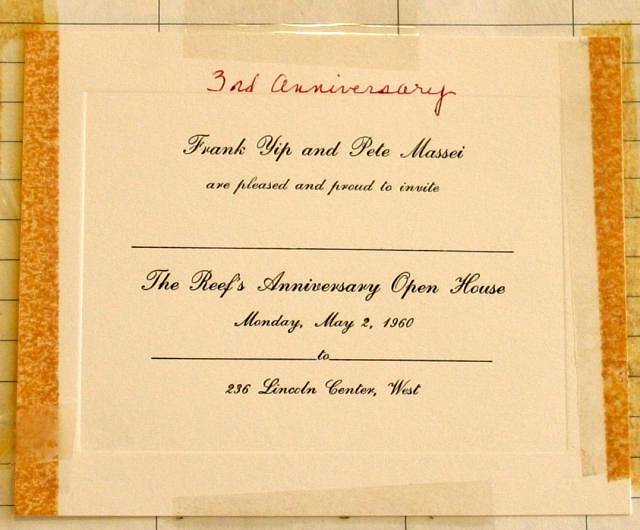 3rd Anniversary
Frank Yip and Pete Massei
are pleased and proud to invite
The Reef's Anniversary Open House
Monday, May 2, 1960
to
236 Lincoln Center, West